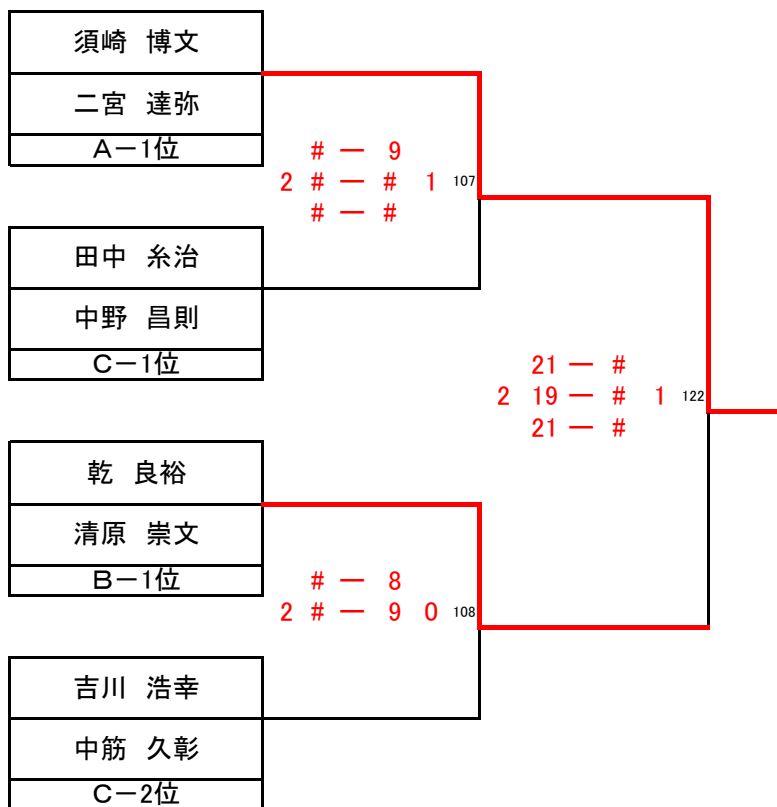 須崎 博文
二宮 達弥
A－1位
# ー 9
2 # ー # 1 107
# ー #
田中 糸治
中野 昌則
C－1位
21 ー #
2 19 ー # 1 122
21 ー #
乾 良裕
清原 崇文
B－1位
# ー 8
2 # ー 9 0 108
吉川 浩幸
中筋 久彰
C－2位